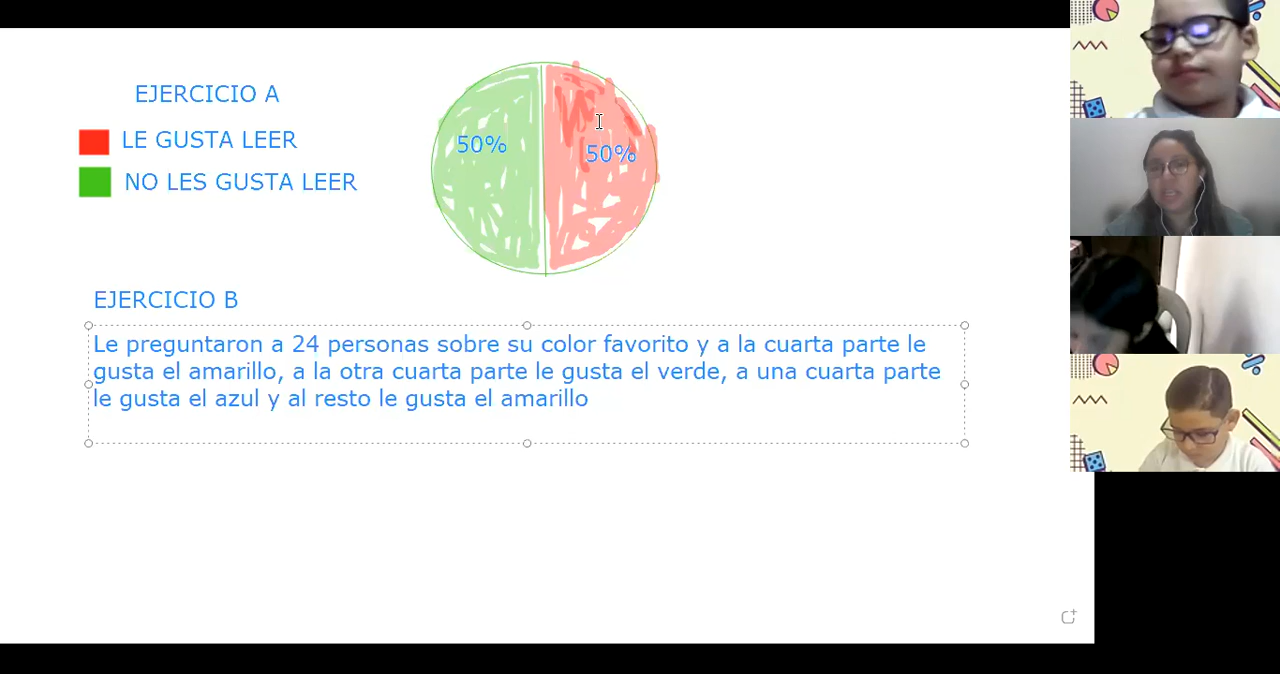 EJERCICIO A
LE GUSTA LEER
NO LES GUSTA LEER
50%
50%
EJERCICIO B
Le preguntaron a 24 personas sobre su color favorito y a la cuarta parte le
gusta el amarillo, a la otra cuarta parte le gusta el verde, a una cuarta parte
le gusta el azul y al resto le gusta el amarillo